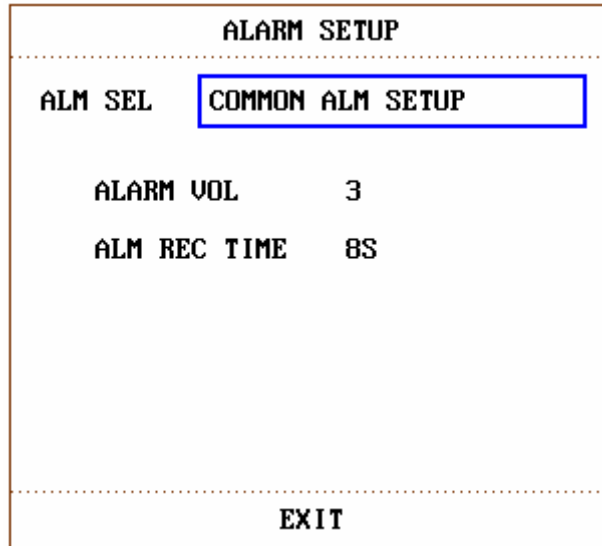 ALARM SETUP
ALM SEL COMMON ALM SETUP
ALARM VOL 3
ALM REC TIME 8S
EXIT